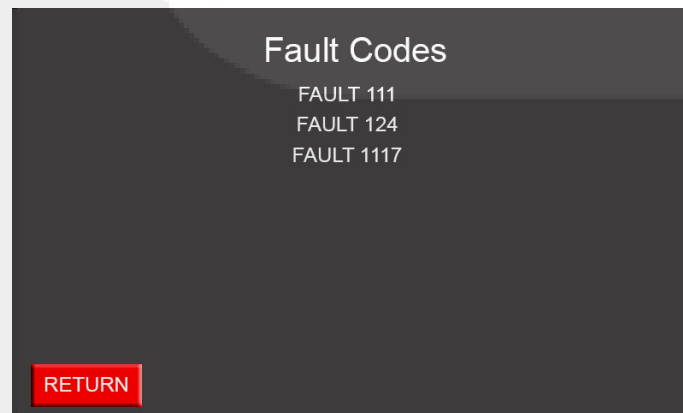 Fault Codes
FAULT 111
FAULT 124
FAULT 1117
RETURN